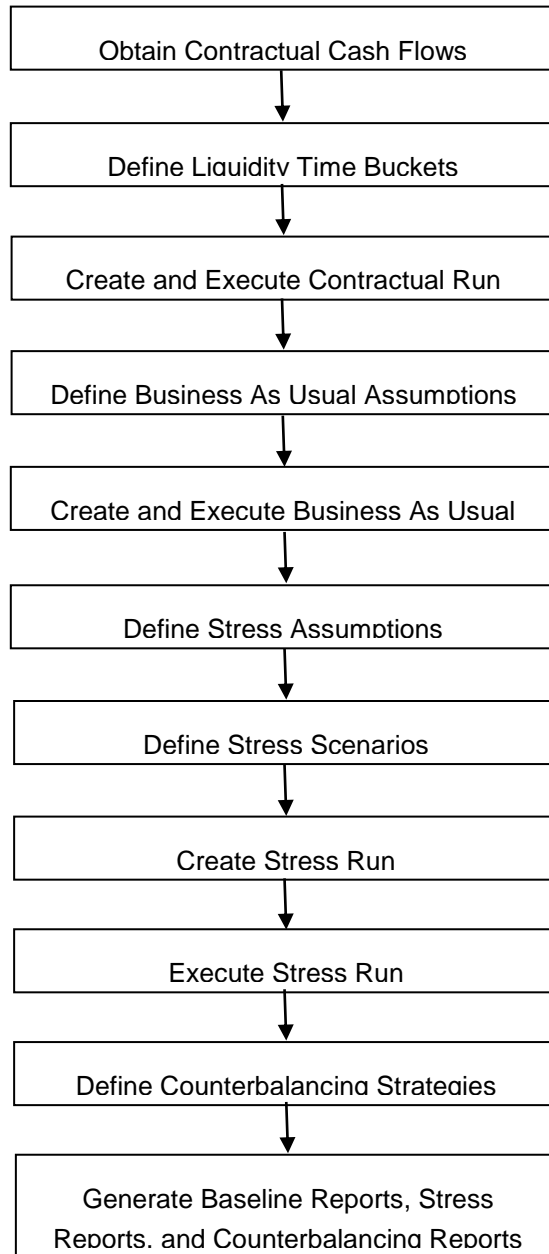 Obtain Contractual Cash Flows
Define Liquidity Time Buckets
Create and Execute Contractual Run
Define Business As Usual Assumptions
Create and Execute Business As Usual
Define Stress Assumptions
Define Stress Scenarios
Create Stress Run
Execute Stress Run
Define Counterbalancing Strategies
Generate Baseline Reports, Stress
Reports, and Counterbalancing Reports